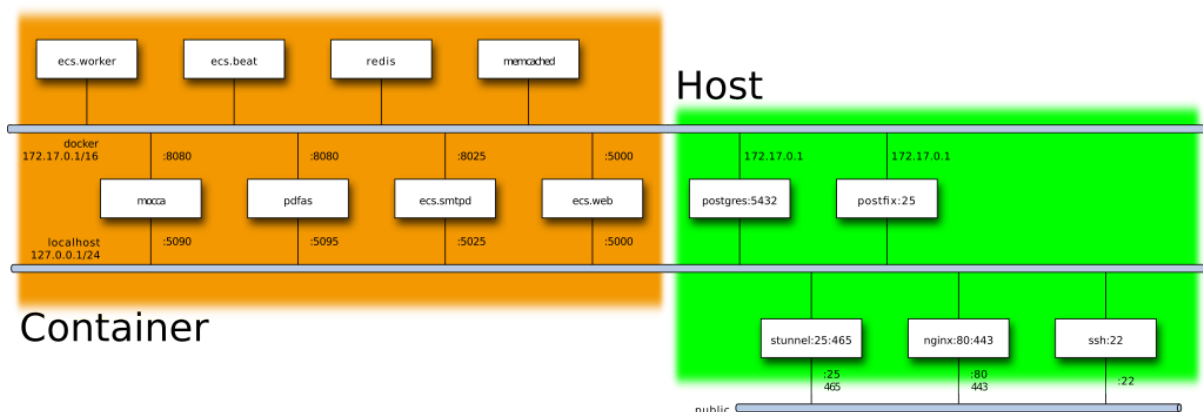 ecs.worker
ecs.beat
redis
memcached
Host
docker
172.17.0.1/16
:8080
:8080
:8025
:5000
172.17.0.1
172.17.0.1
mocca
pdfas
ecs.smtpd
ecs.web
postgres:5432
postfix:25
localhost
127.0.0.1/24
:5090
:5095
:5025
:5000
Container
stunnel:25:465
nginx:80:443
ssh:22
:25
465
:80
443
:22
public